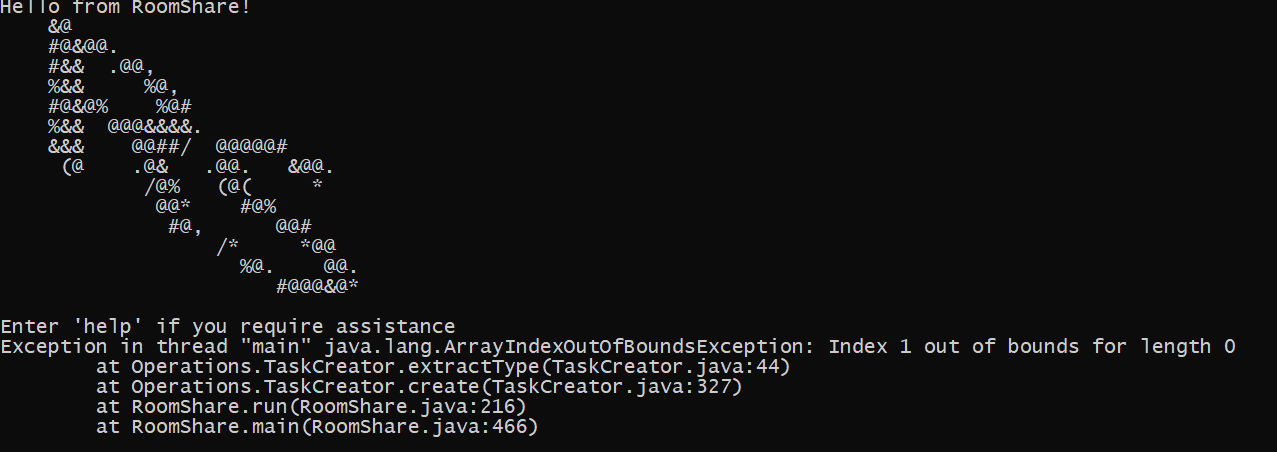 Hello from RoomShare!
    &@
    #@&@@.
    #&&  .@@,
    %&&     %@,
    #@&@%    %@#
    %&&  @@@&&&&.
    &&&    @@##/  @@@@@#
     (@    .@&   .@@.   &@@.
            /@%   (@(     *
             @@*    #@%
              #@,      @@#
                  /*     *@@
                    %@.    @@.
                       #@@@&@*
Enter 'help' if you require assistance
Exception in thread "main" java.lang.ArrayIndexOutOfBoundsException: Index 1 out of bounds for length 0
        at Operations.TaskCreator.extractType(TaskCreator.java:44)
        at Operations.TaskCreator.create(TaskCreator.java:327)
        at RoomShare.run(RoomShare.java:216)
        at RoomShare.main(RoomShare.java:466)